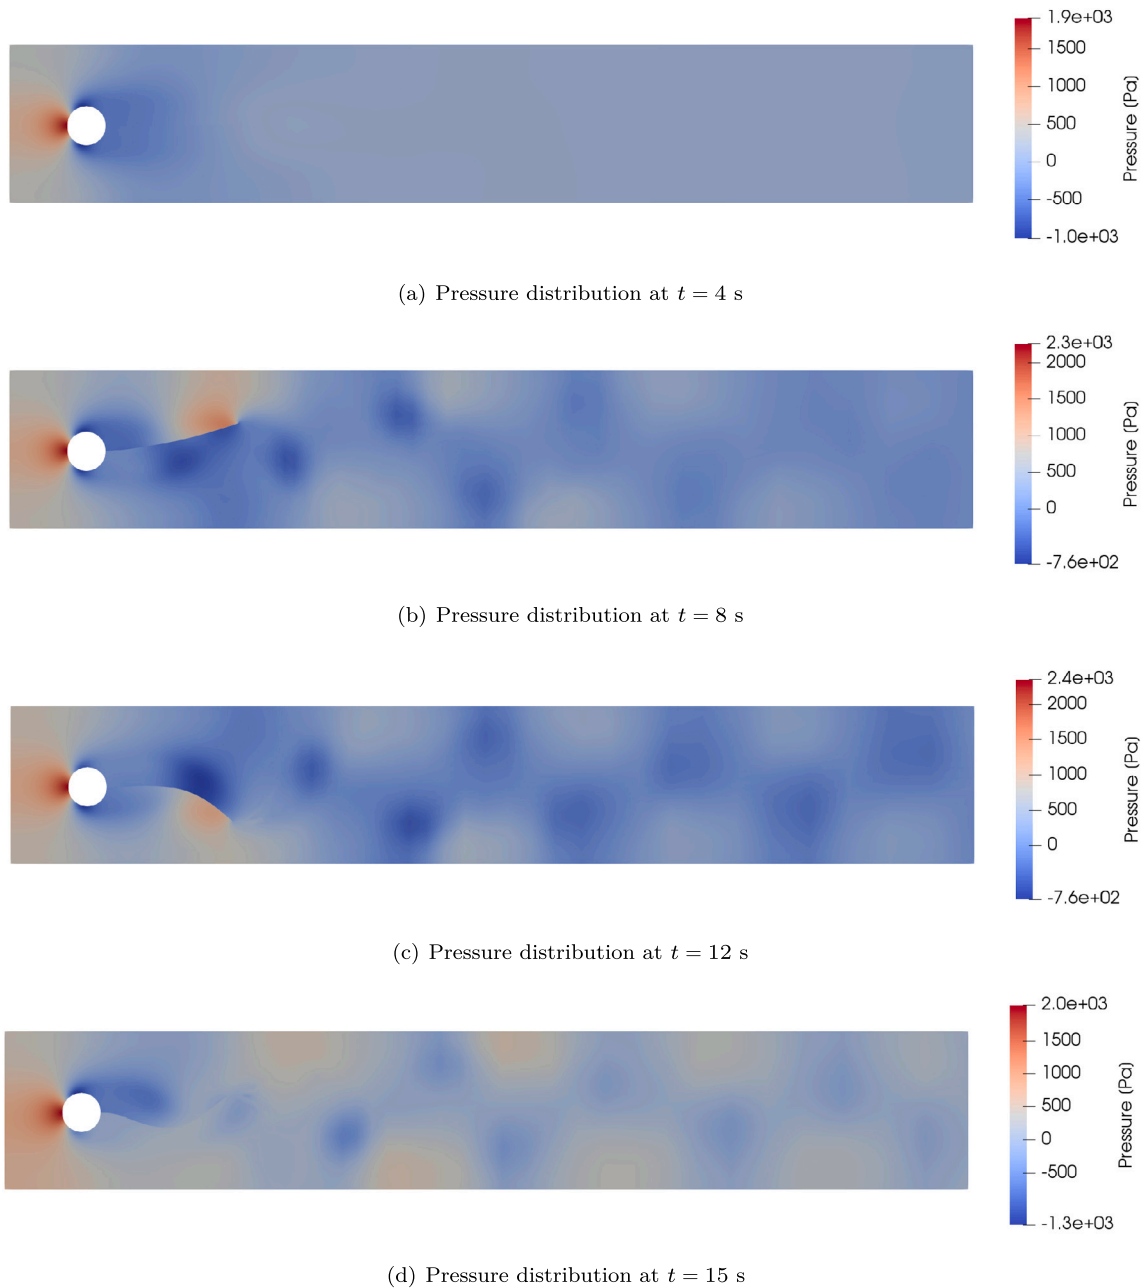 1.9e+03
1500
1000
500
0
-500
-1.0e+03
Pressure (Pa)
(a) Pressure distribution at t = 4 s
2.3e+03
2000
1500
1000
500
0
-7.6e+02
Pressure (Pa)
(b) Pressure distribution at t = 8 s
2.4e+03
2000
1500
1000
500
0
-7.6e+02
Pressure (Pa)
(c) Pressure distribution at t = 12 s
2.0e+03
1500
1000
500
0
-500
-1.3e+03
Pressure (Pa)
(d) Pressure distribution at t = 15 s